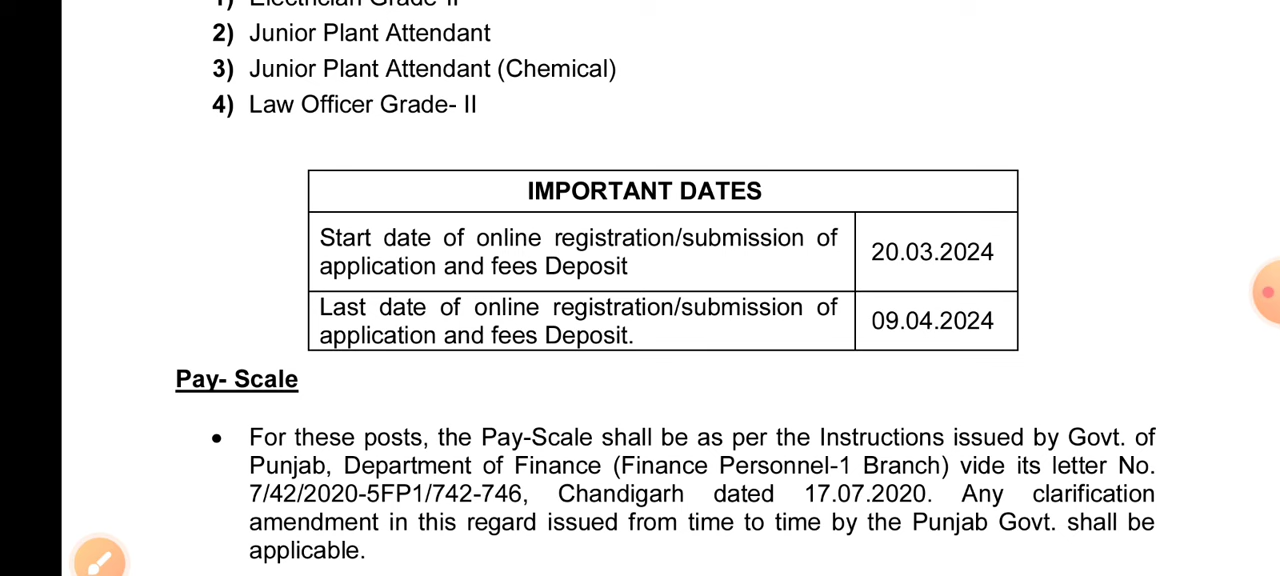 1) Electrician Grade-II
2) Junior Plant Attendant
3) Junior Plant Attendant (Chemical)
4) Law Officer Grade- II
IMPORTANT DATES
Start date of online registration/submission of
application and fees Deposit
20.03.2024
Last date of online registration/submission of
application and fees Deposit.
09.04.2024
Pay- Scale
• For these posts, the Pay-Scale shall be as per the Instructions issued by Govt. of
Punjab, Department of Finance (Finance Personnel-1 Branch) vide its letter No.
7/42/2020-5FP1/742-746, Chandigarh dated 17.07.2020. Any clarification
amendment in this regard issued from time to time by the Punjab Govt. shall be
applicable.